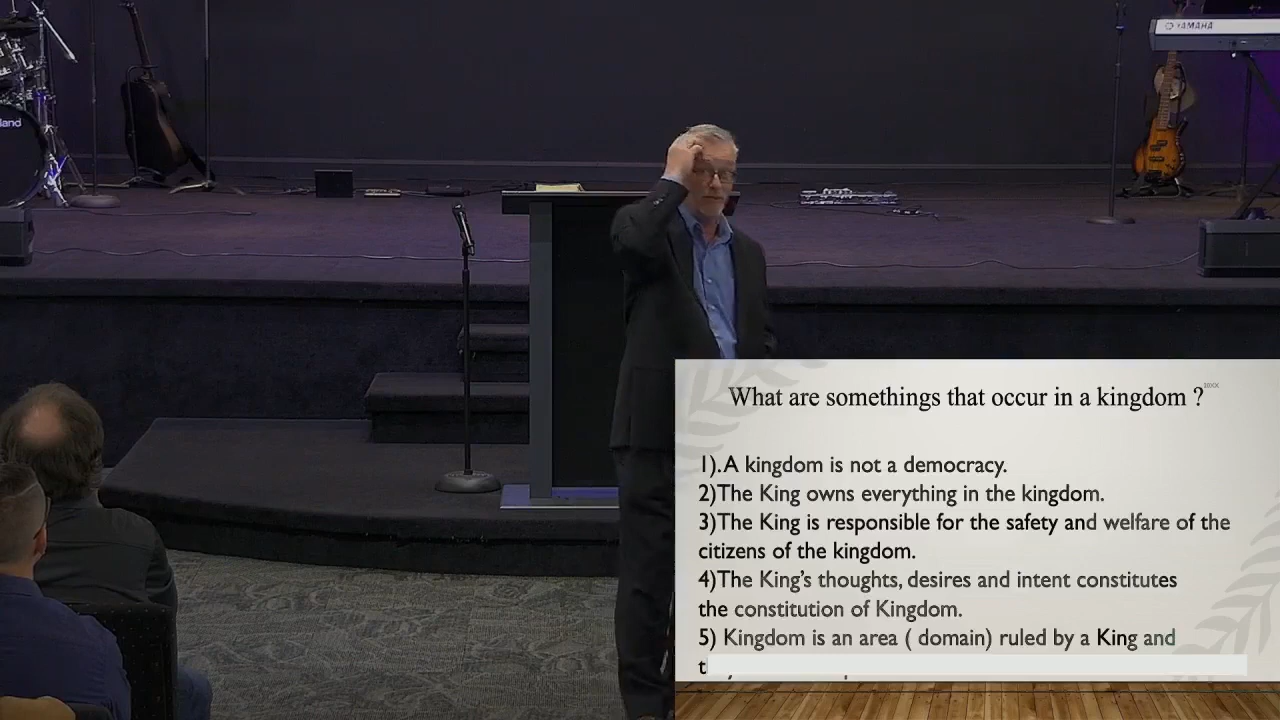 YAMAHA
land
What are somethings that occur in a kingdom ?
1).A kingdom is not a democracy.
2)The King owns everything in the kingdom.
3)The King is responsible for the safety and welfare of the
citizens of the kingdom.
4)The King’s thoughts, desires and intent constitutes
the constitution of Kingdom.
5) Kingdom is an area ( domain) ruled by a King and